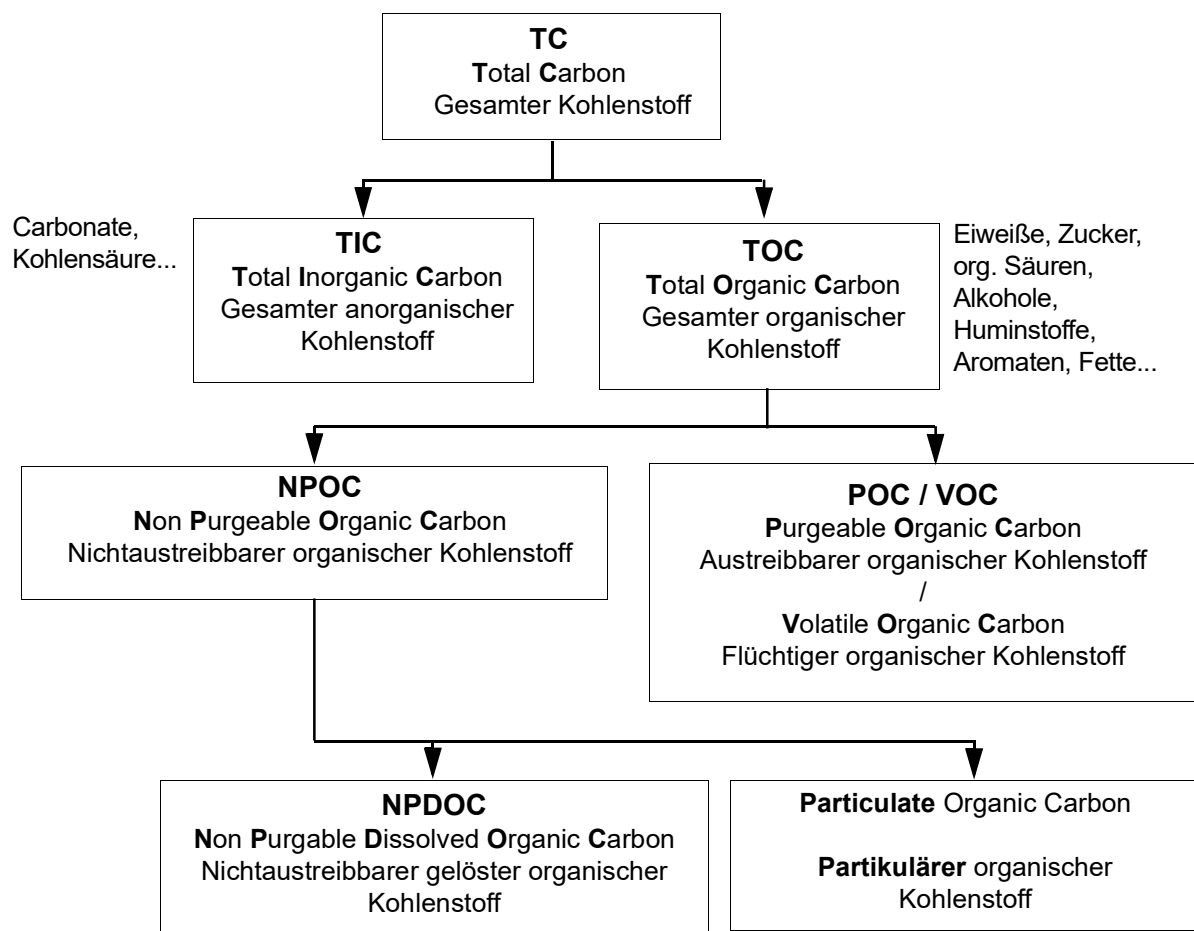 TC
Total Carbon
Gesamter Kohlenstoff
Carbonate,
Kohlensäure...
TIC
Total Inorganic Carbon
Gesamter anorganischer
Kohlenstoff
TOC
Total Organic Carbon
Gesamter organischer
Kohlenstoff
Eiweiße, Zucker,
org. Säuren,
Alkohole,
Huminstoffe,
Aromaten, Fette...
NPOC
Non Purgeable Organic Carbon
Nichtaustreibbarer organischer Kohlenstoff
POC / VOC
Purgeable Organic Carbon
Austreibbarer organischer Kohlenstoff
/
Volatile Organic Carbon
Flüchtiger organischer Kohlenstoff
NPDOC
Non Purgable Dissolved Organic Carbon
Nichtaustreibbarer gelöster organischer
Kohlenstoff
Particulate Organic Carbon
Partikulärer organischer
Kohlenstoff